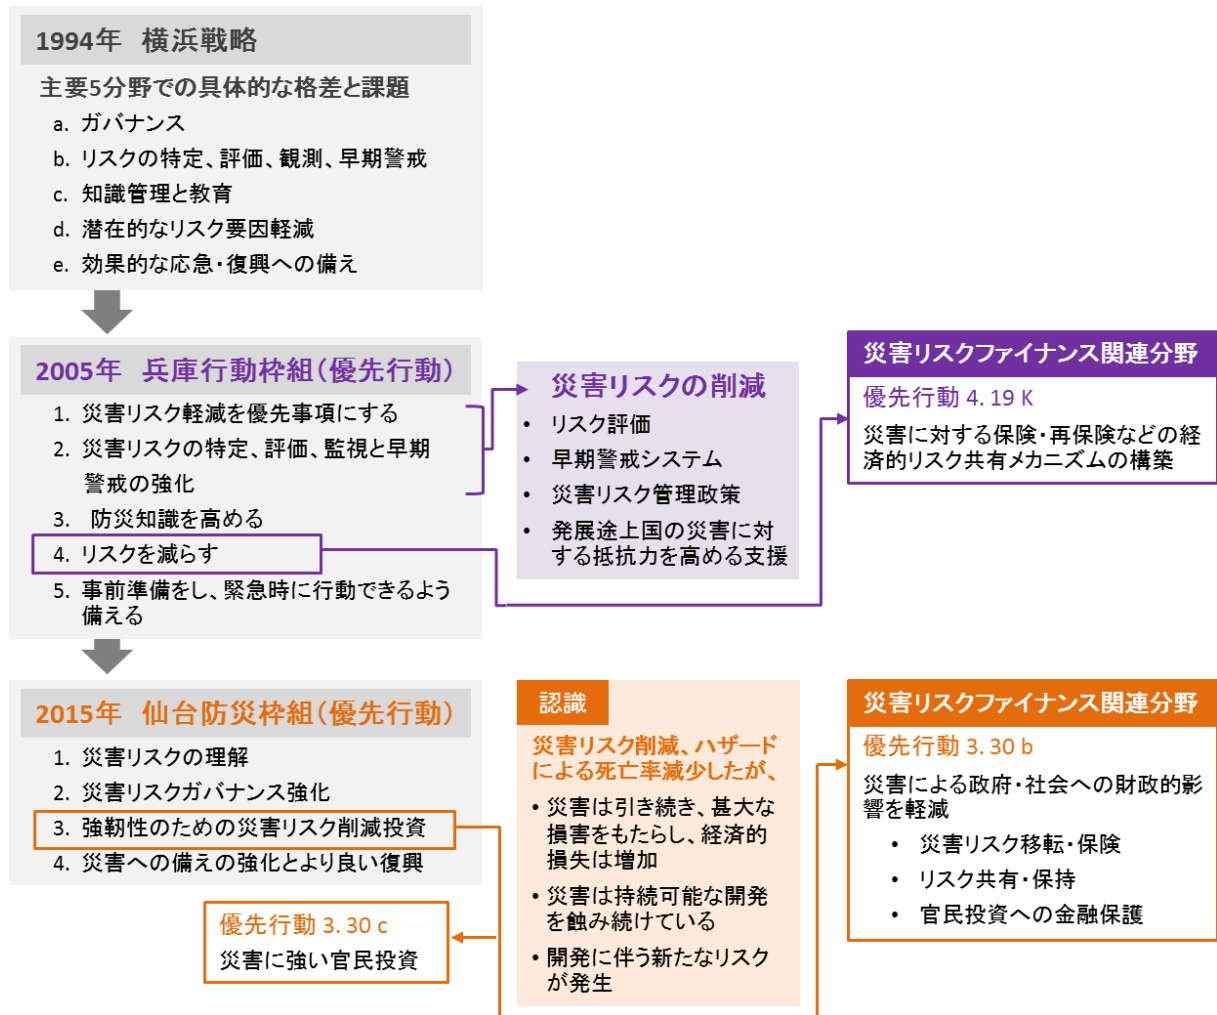 1994年 横浜戦略
主要5分野での具体的な格差と課題
a. ガバナンス
b. リスクの特定、評価、観測、早期警戒
c. 知識管理と教育
d. 潜在的なリスク要因軽減
e. 効果的な応急・復興への備え
2005年 兵庫行動枠組(優先行動)
1. 災害リスク軽減を優先事項にする
2. 災害リスクの特定、評価、監視と早期
警戒の強化
3. 防災知識を高める
4. リスクを減らす
5. 事前準備をし、緊急時に行動できるよう
備える
災害リスクの削減
• リスク評価
• 早期警戒システム
• 災害リスク管理政策
• 発展途上国の災害に対
する抵抗力を高める支援
災害リスクファイナンス関連分野
優先行動 4. 19 K
災害に対する保険・再保険などの経
済的リスク共有メカニズムの構築
2015年 仙台防災枠組(優先行動)
1. 災害リスクの理解
2. 災害リスクガバナンス強化
3. 強靭性のための災害リスク削減投資
4. 災害への備えの強化とより良い復興
優先行動 3. 30 c
災害に強い官民投資
認識
災害リスク削減、ハザード
による死亡率減少したが、
• 災害は引き続き、甚大な
損害をもたらし、経済的
損失は増加
• 災害は持続可能な開発
を蝕み続けている
• 開発に伴う新たなリスク
が発生
災害リスクファイナンス関連分野
優先行動 3. 30 b
災害による政府・社会への財政的影
響を軽減
• 災害リスク移転・保険
• リスク共有・保持
• 官民投資への金融保護